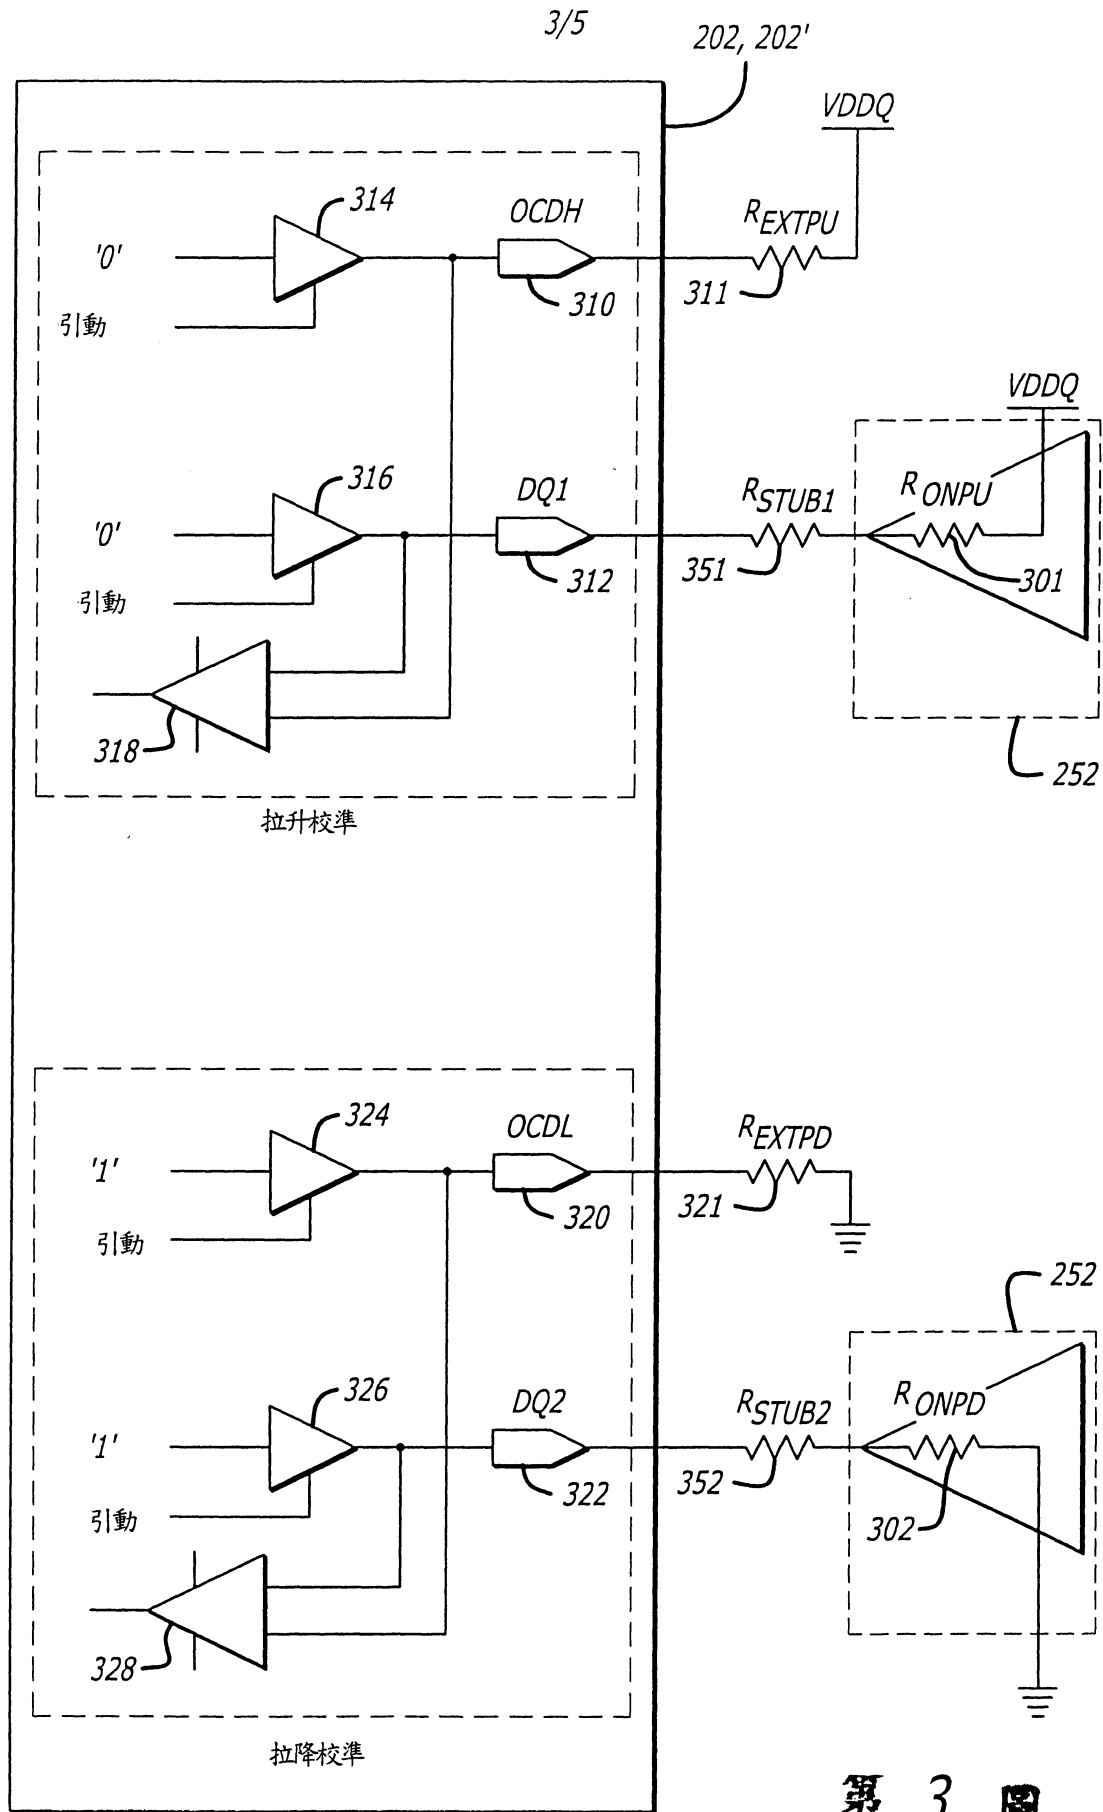 3/5
202, 202'
VDDQ
314
OCDH
REXTPU
'0'
310
311
引動
VDDQ
316
DQ1
RSTUB1
RONPU
'0'
312
351
301
引動
318
252
拉升校準
324
OCDL
REXTPD
'1'
320
321
引動
252
326
DQ2
RSTUB2
RONPD
'1'
322
352
302
引動
328
拉降校準
第 3 圖